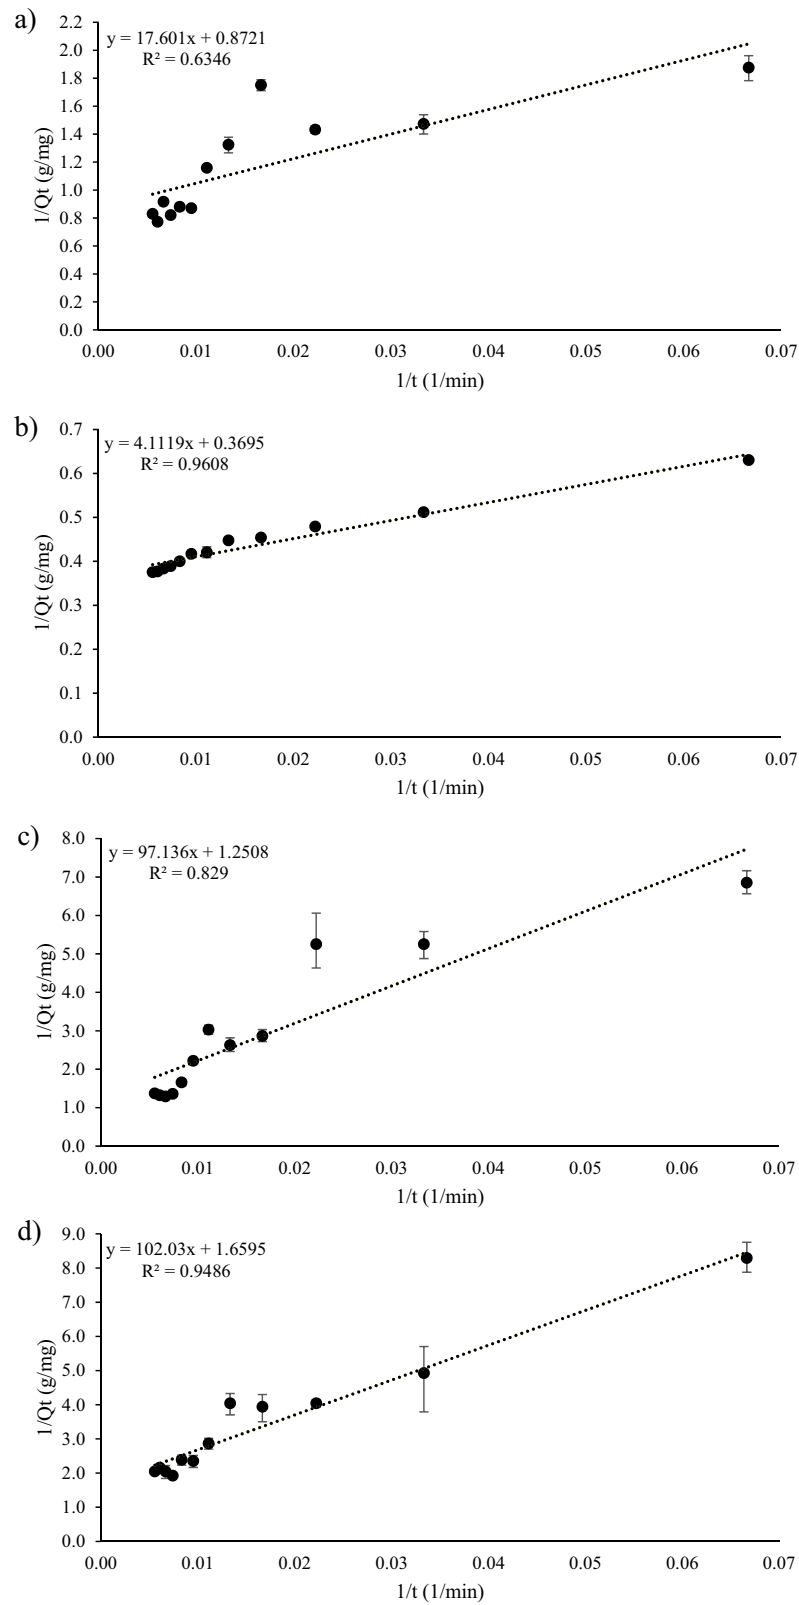 a)
y = 17.601x + 0.8721
R² = 0.6346
2.2
2.0
1.8
1.6
1.4
1.2
1.0
0.8
0.6
0.4
0.2
0.0
1/Qt (g/mg)
0.00 0.01 0.02 0.03 0.04 0.05 0.06 0.07
1/t (1/min)
b)
y = 4.1119x + 0.3695
R² = 0.9608
0.7
0.6
0.5
0.4
0.3
0.2
0.1
0.0
1/Qt (g/mg)
0.00 0.01 0.02 0.03 0.04 0.05 0.06 0.07
1/t (1/min)
c)
y = 97.136x + 1.2508
R² = 0.829
8.0
7.0
6.0
5.0
4.0
3.0
2.0
1.0
0.0
1/Qt (g/mg)
0.00 0.01 0.02 0.03 0.04 0.05 0.06 0.07
1/t (1/min)
d)
y = 102.03x + 1.6595
R² = 0.9486
9.0
8.0
7.0
6.0
5.0
4.0
3.0
2.0
1.0
0.0
1/Qt (g/mg)
0.00 0.01 0.02 0.03 0.04 0.05 0.06 0.07
1/t (1/min)